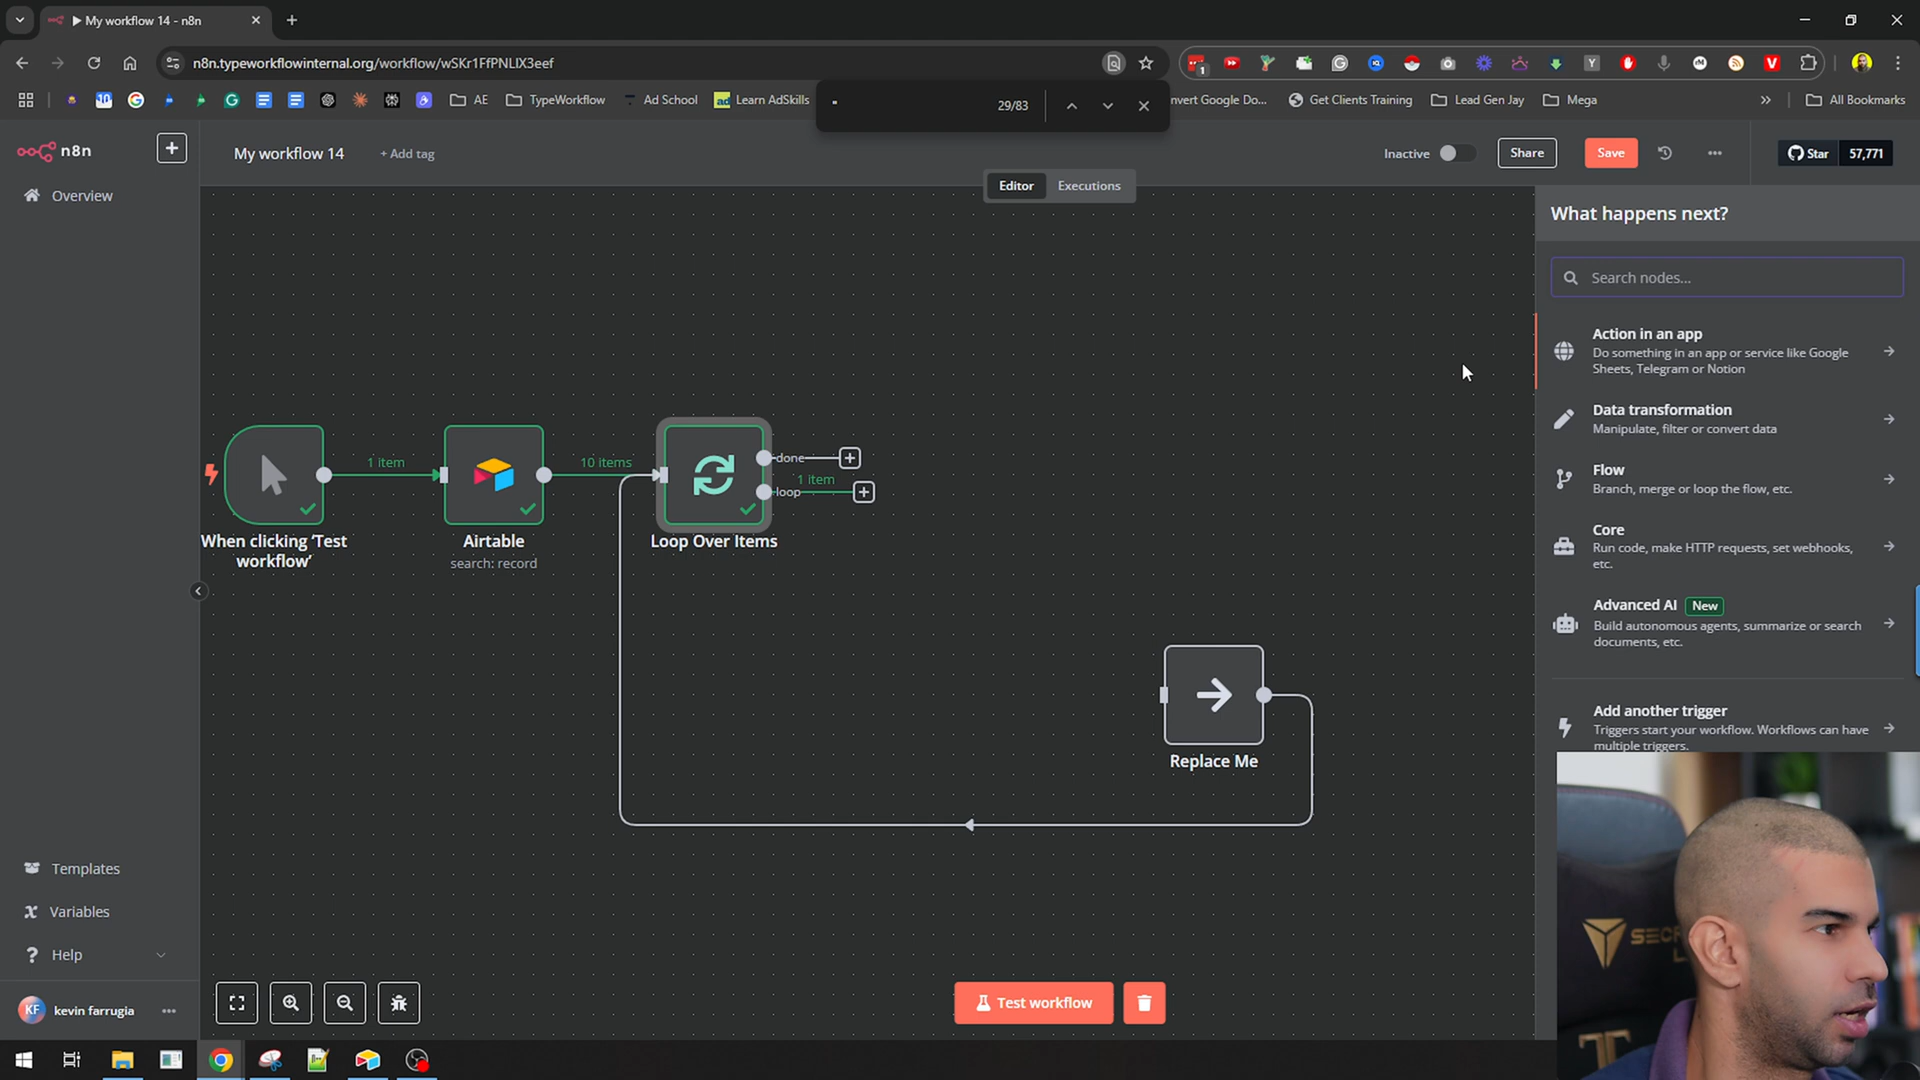 My workflow 14 - n8n
n8n.typeworkflowinternal.org/workflow/wSKr1FfPNLIX3eef
1
AE
TypeWorkflow
Ad School
Learn AdSkills
29/83
nvert Google Do...
Get Clients Training
Lead Gen Jay
Mega
All Bookmarks
n8n
My workflow 14
+ Add tag
Inactive
Share
Save
Star
57,771
Editor
Executions
Overview
What happens next?
Search nodes...
Action in an app
Do something in an app or service like Google
Sheets, Telegram or Notion
Data transformation
Manipulate, filter or convert data
Flow
Branch, merge or loop the flow, etc.
Core
Run code, make HTTP requests, set webhooks,
etc.
Advanced AI New
Build autonomous agents, summarize or search
documents, etc.
Add another trigger
Triggers start your workflow. Workflows can have
multiple triggers.
1 item
10 items
done
1 item
loop
When clicking ‘Test
workflow’
Airtable
search: record
Loop Over Items
Replace Me
Templates
Variables
Help
KF
kevin farrugia
Test workflow